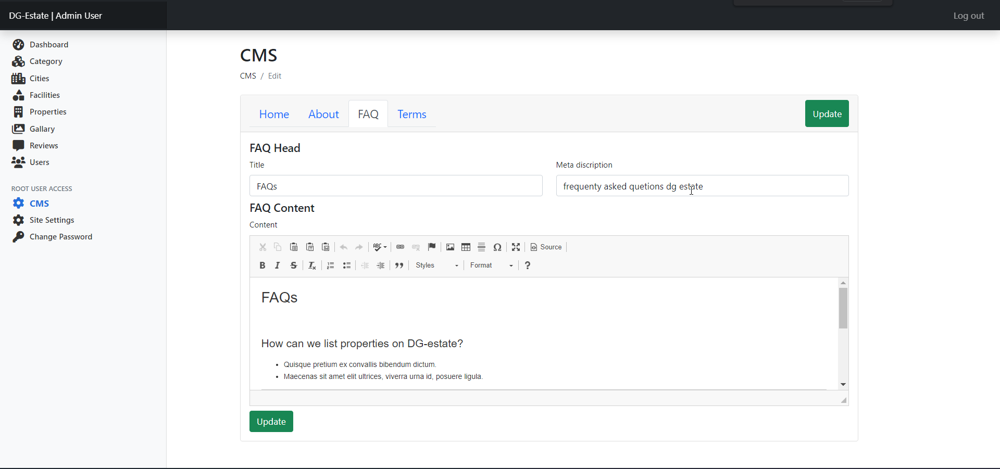 DG-Estate | Admin User
Log out
Dashboard
Category
Cities
Facilities
Properties
Gallary
Reviews
Users
ROOT USER ACCESS
CMS
Site Settings
Change Password
CMS
CMS / Edit
Home About FAQ Terms
Update
FAQ Head
Title
FAQs
Meta discription
frequenty asked quetions dg estate
FAQ Content
Content
ABC
Source
B I S Tx
Styles Format ?
FAQs
How can we list properties on DG-estate?
• Quisque pretium ex convallis bibendum dictum.
• Maecenas sit amet elit ultrices, viverra urna id, posuere ligula.
Update